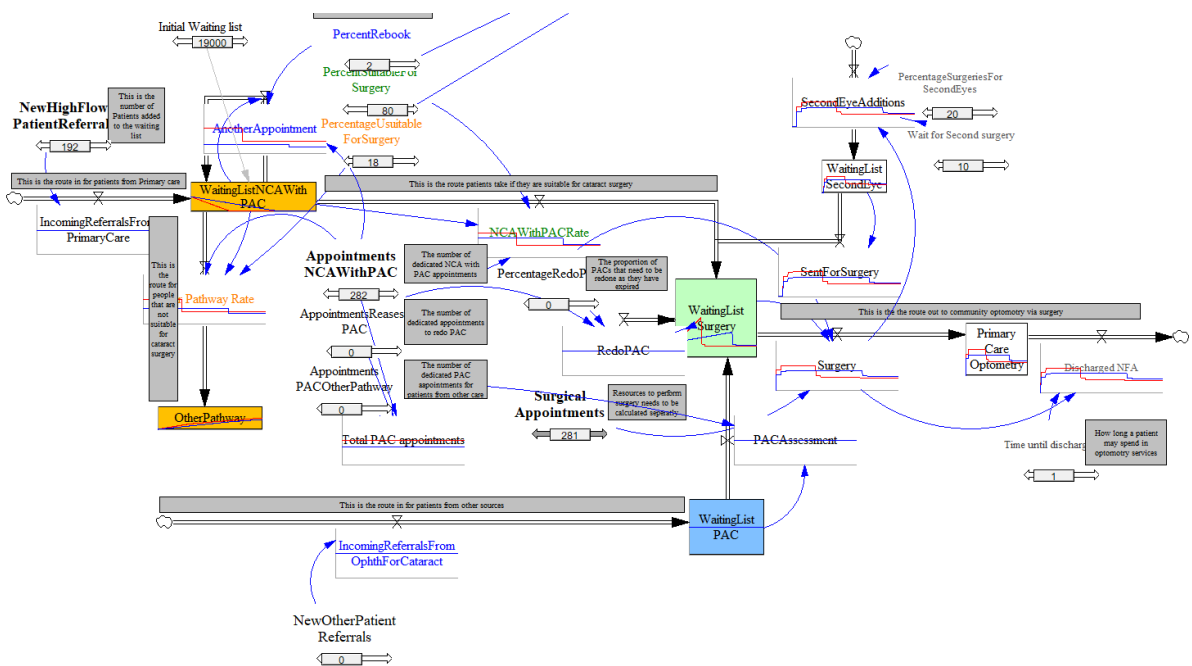 Initial Waiting list
19000
PercentRebook
2
PercentSuitableFor
Surgery
80
PercentageUsuitable
ForSurgery
18
NewHighFlow
PatientReferral
192
This is the
number of
Patients added
to the waiting
list
AnotherAppointment
This is the route in for patients from Primary care
WaitingListNCAWith
PAC
This is the route patients take if they are suitable for cataract surgery
IncomingReferralsFrom
PrimaryCare
This is
the
route for
people
that are
not
suitable
for
cataract
surgery
Pathway Rate
OtherPathway
PercentageSurgeriesFor
SecondEyes
20
SecondEyeAdditions
Wait for Second surgery
10
WaitingList
SecondEye
NCAWithPACRate
Appointments
NCAWithPAC
282
The number of
dedicated NCA with
PAC appointments
PercentageRedoP
0
The proportion of
PACs that need to be
redone as they have
expired
SentForSurgery
AppointmentsReases
PAC
0
The number of
dedicated appointments
to redo PAC
RedoPAC
WaitingList
Surgery
This is the the route out to community optometry via surgery
Primary
Care
Optometry
Appointments
PACOtherPathway
0
The number of
dedicated PAC
aapointments for
patients from other care
Surgery
Discharged NFA
Surgical
Appointments
281
Resources to perform
surgery needs to be
calculated seperatly
Total PAC appointments
PACAssessment
Time until discharg
1
How long a patient
may spend in
optometry services
This is the route in for patients from other sources
WaitingList
PAC
IncomingReferralsFrom
OphthForCataract
NewOtherPatient
Referrals
0